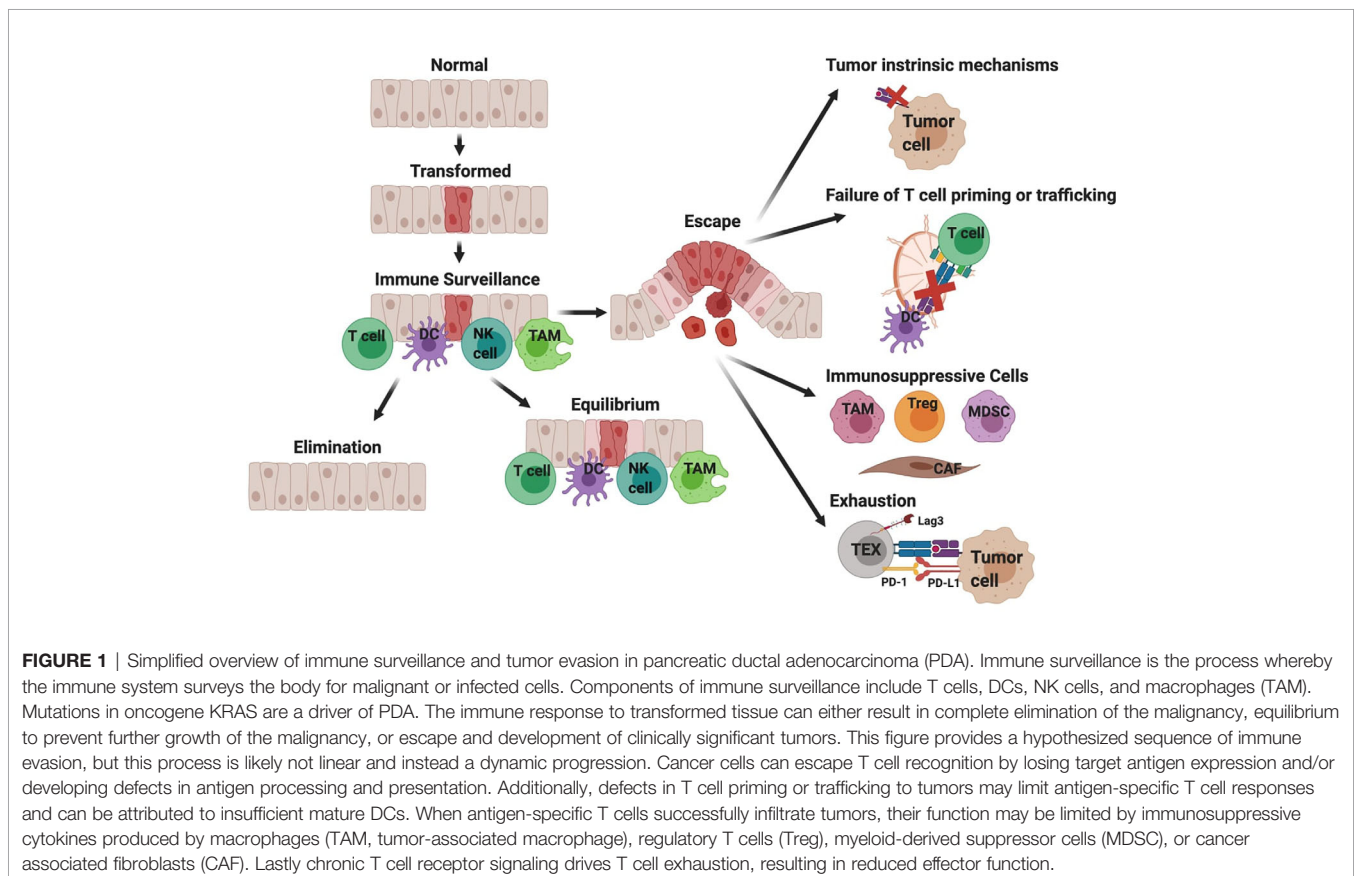 Normal
Transformed
Immune Surveillance
T cell
DC
NK
cell
TAM
Elimination
Equilibrium
T cell
DC
NK
cell
TAM
Escape
Tumor instrinsic mechanisms
Tumor
cell
Failure of T cell priming or trafficking
T cell
DC
Immunosuppressive Cells
TAM
Treg
MDSC
CAF
Exhaustion
Lag3
TEX
PD-1
PD-L1
Tumor
cell
FIGURE 1 | Simplified overview of immune surveillance and tumor evasion in pancreatic ductal adenocarcinoma (PDA). Immune surveillance is the process whereby
the immune system surveys the body for malignant or infected cells. Components of immune surveillance include T cells, DCs, NK cells, and macrophages (TAM).
Mutations in oncogene KRAS are a driver of PDA. The immune response to transformed tissue can either result in complete elimination of the malignancy, equilibrium
to prevent further growth of the malignancy, or escape and development of clinically significant tumors. This figure provides a hypothesized sequence of immune
evasion, but this process is likely not linear and instead a dynamic progression. Cancer cells can escape T cell recognition by losing target antigen expression and/or
developing defects in antigen processing and presentation. Additionally, defects in T cell priming or trafficking to tumors may limit antigen-specific T cell responses
and can be attributed to insufficient mature DCs. When antigen-specific T cells successfully infiltrate tumors, their function may be limited by immunosuppressive
cytokines produced by macrophages (TAM, tumor-associated macrophage), regulatory T cells (Treg), myeloid-derived suppressor cells (MDSC), or cancer
associated fibroblasts (CAF). Lastly chronic T cell receptor signaling drives T cell exhaustion, resulting in reduced effector function.